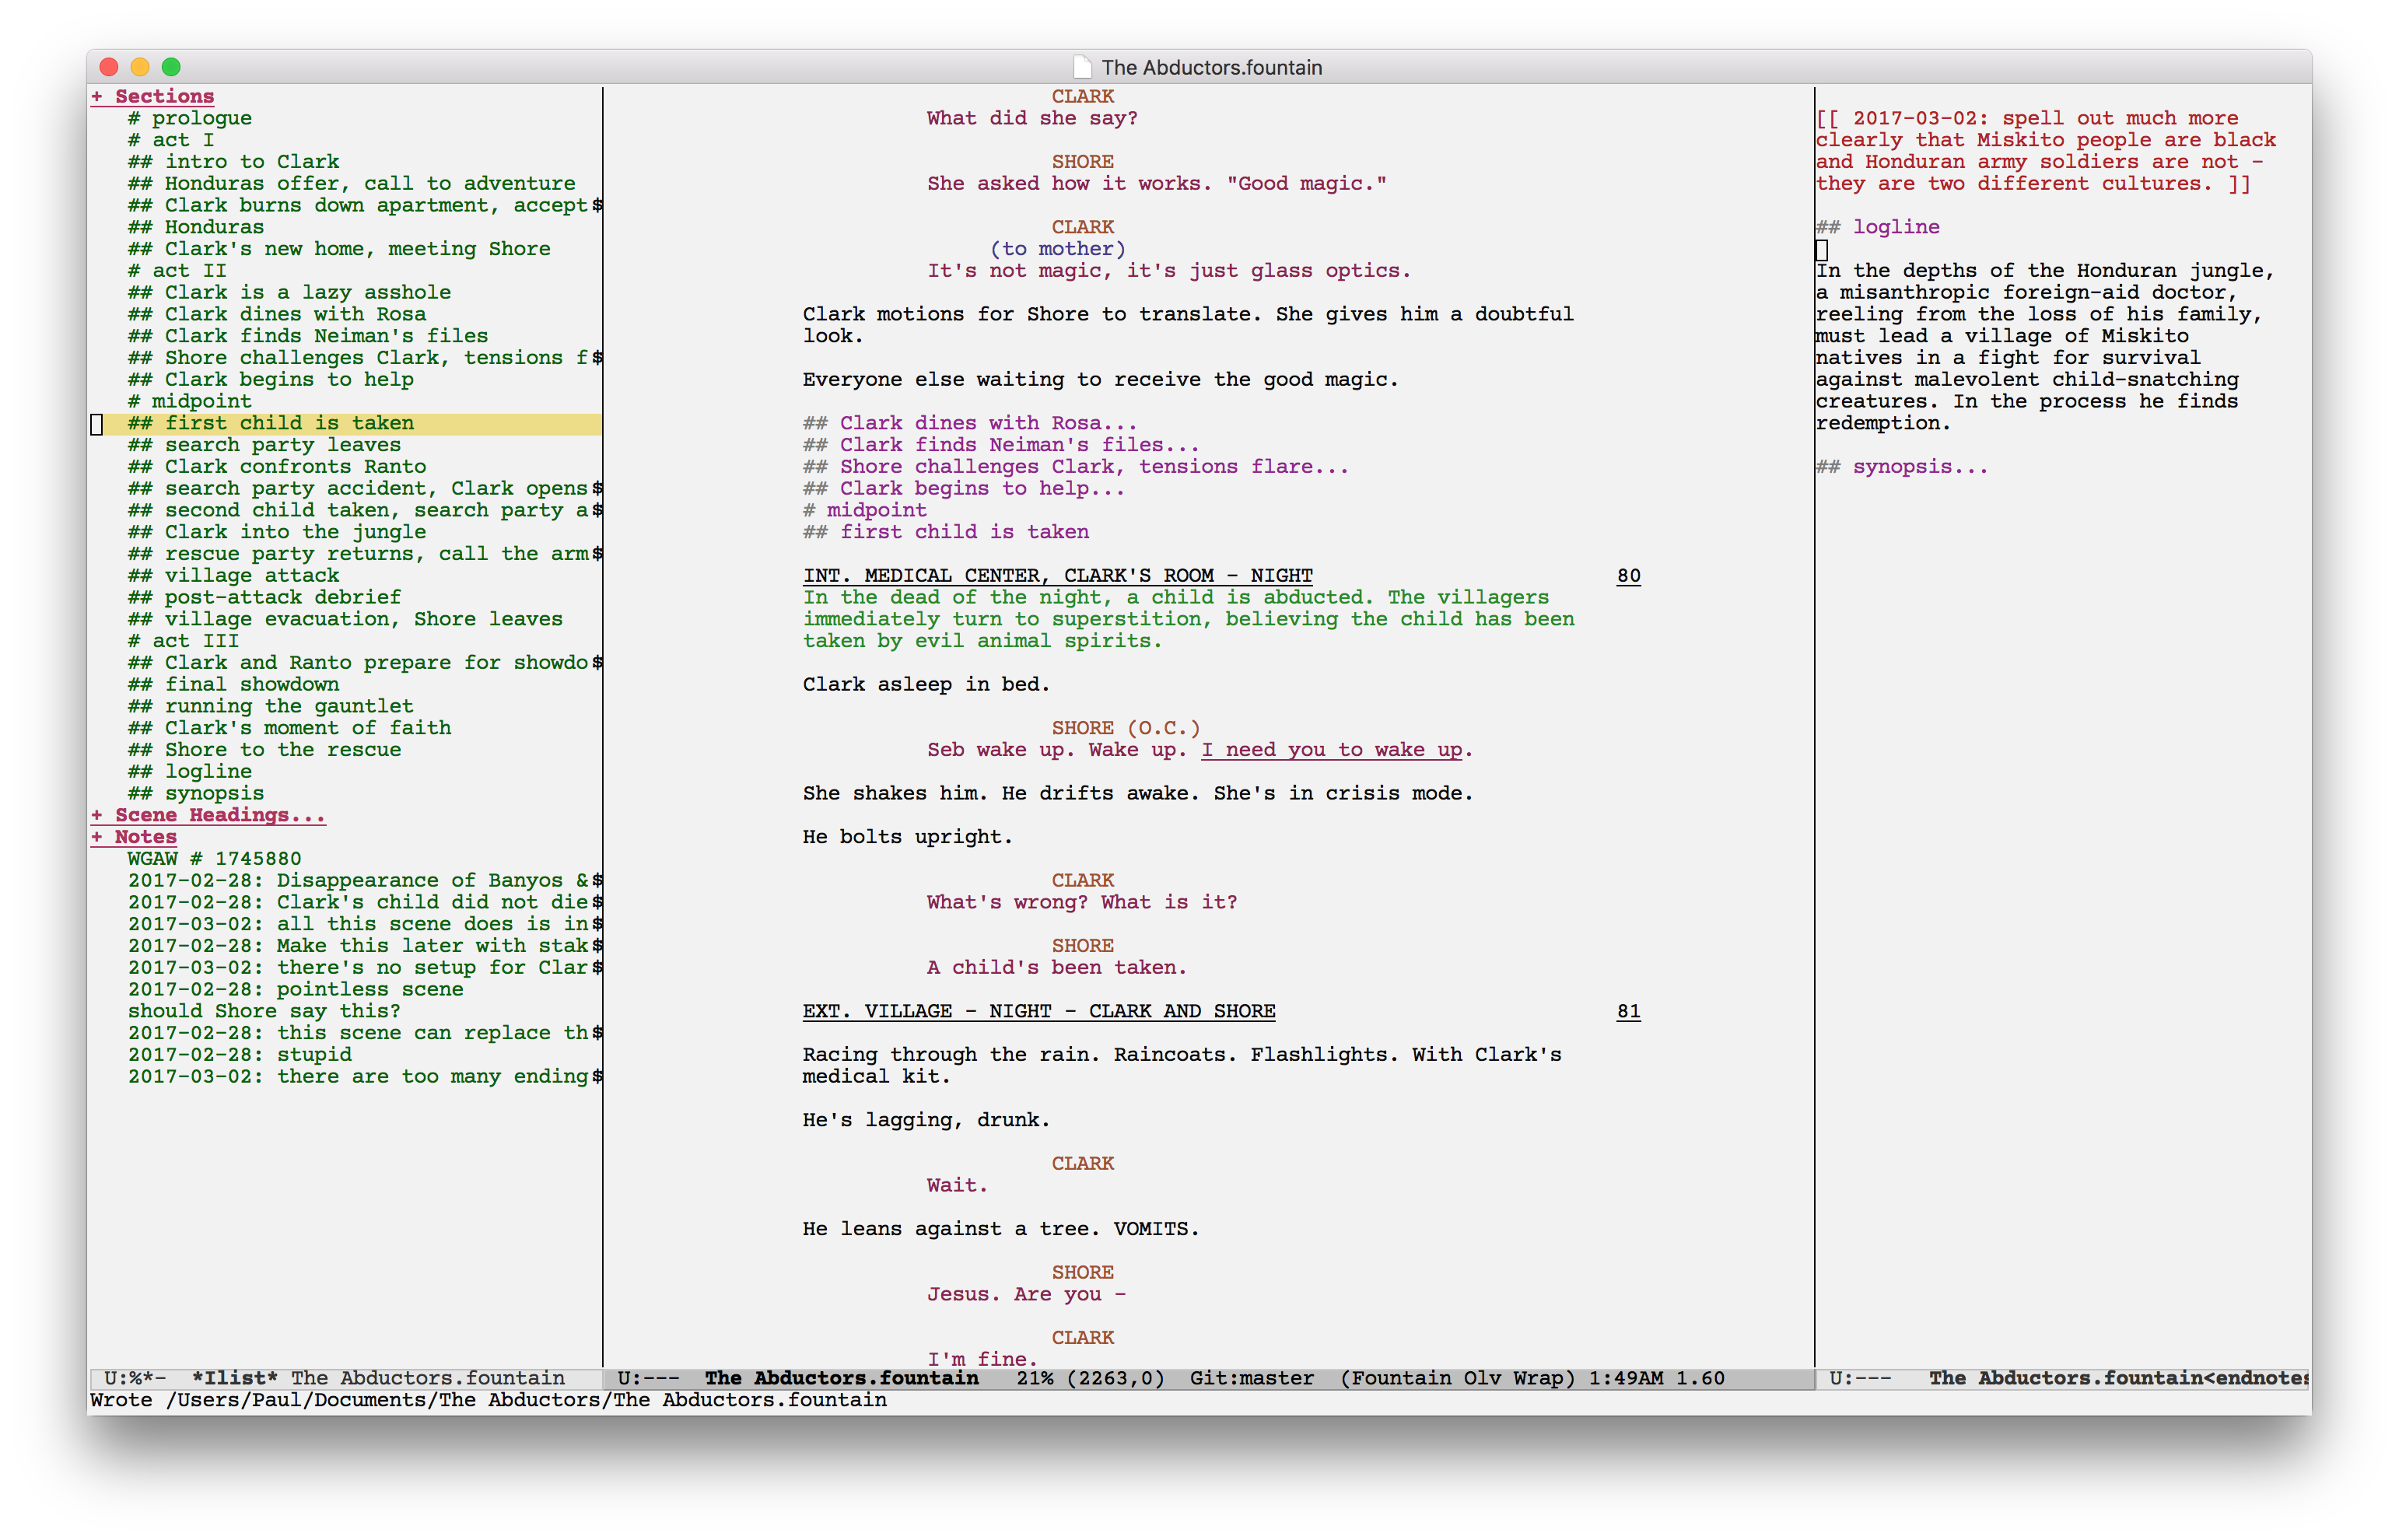 The Abductors.fountain
+ Sections
# prologue
# act I
## intro to Clark
## Honduras offer, call to adventure
## Clark burns down apartment, accept$
## Honduras
## Clark's new home, meeting Shore
# act II
## Clark is a lazy asshole
## Clark dines with Rosa
## Clark finds Neiman's files
## Shore challenges Clark, tensions f$
## Clark begins to help
# midpoint
## first child is taken
## search party leaves
## Clark confronts Ranto
## search party accident, Clark opens$
## second child taken, search party a$
## Clark into the jungle
## rescue party returns, call the arm$
## village attack
## post-attack debrief
## village evacuation, Shore leaves
# act III
## Clark and Ranto prepare for showdo$
## final showdown
## running the gauntlet
## Clark's moment of faith
## Shore to the rescue
## logline
## synopsis
+ Scene Headings...
+ Notes
WGAW # 1745880
2017-02-28: Disappearance of Banyos &$
2017-02-28: Clark's child did not die$
2017-03-02: all this scene does is in$
2017-02-28: Make this later with stak$
2017-03-02: there's no setup for Clar$
2017-02-28: pointless scene
should Shore say this?
2017-02-28: this scene can replace th$
2017-02-28: stupid
2017-03-02: there are too many ending$
CLARK
What did she say?
SHORE
She asked how it works. "Good magic."
CLARK
(to mother)
It's not magic, it's just glass optics.
Clark motions for Shore to translate. She gives him a doubtful
look.
Everyone else waiting to receive the good magic.
## Clark dines with Rosa...
## Clark finds Neiman's files...
## Shore challenges Clark, tensions flare...
## Clark begins to help...
# midpoint
## first child is taken
INT. MEDICAL CENTER, CLARK'S ROOM - NIGHT 80
In the dead of the night, a child is abducted. The villagers
immediately turn to superstition, believing the child has been
taken by evil animal spirits.
Clark asleep in bed.
SHORE (O.C.)
Seb wake up. Wake up. I need you to wake up.
She shakes him. He drifts awake. She's in crisis mode.
He bolts upright.
CLARK
What's wrong? What is it?
SHORE
A child's been taken.
EXT. VILLAGE - NIGHT - CLARK AND SHORE 81
Racing through the rain. Raincoats. Flashlights. With Clark's
medical kit.
He's lagging, drunk.
CLARK
Wait.
He leans against a tree. VOMITS.
SHORE
Jesus. Are you -
CLARK
I'm fine.
[[ 2017-03-02: spell out much more
clearly that Miskito people are black
and Honduran army soldiers are not -
they are two different cultures. ]]
## logline
In the depths of the Honduran jungle,
a misanthropic foreign-aid doctor,
reeling from the loss of his family,
must lead a village of Miskito
natives in a fight for survival
against malevolent child-snatching
creatures. In the process he finds
redemption.
## synopsis...
U:%*- *Ilist* The Abductors.fountain
U:--- The Abductors.fountain 21% (2263,0) Git:master (Fountain Olv Wrap) 1:49AM 1.60
U:--- The Abductors.fountain<endnotes
Wrote /Users/Paul/Documents/The Abductors/The Abductors.fountain